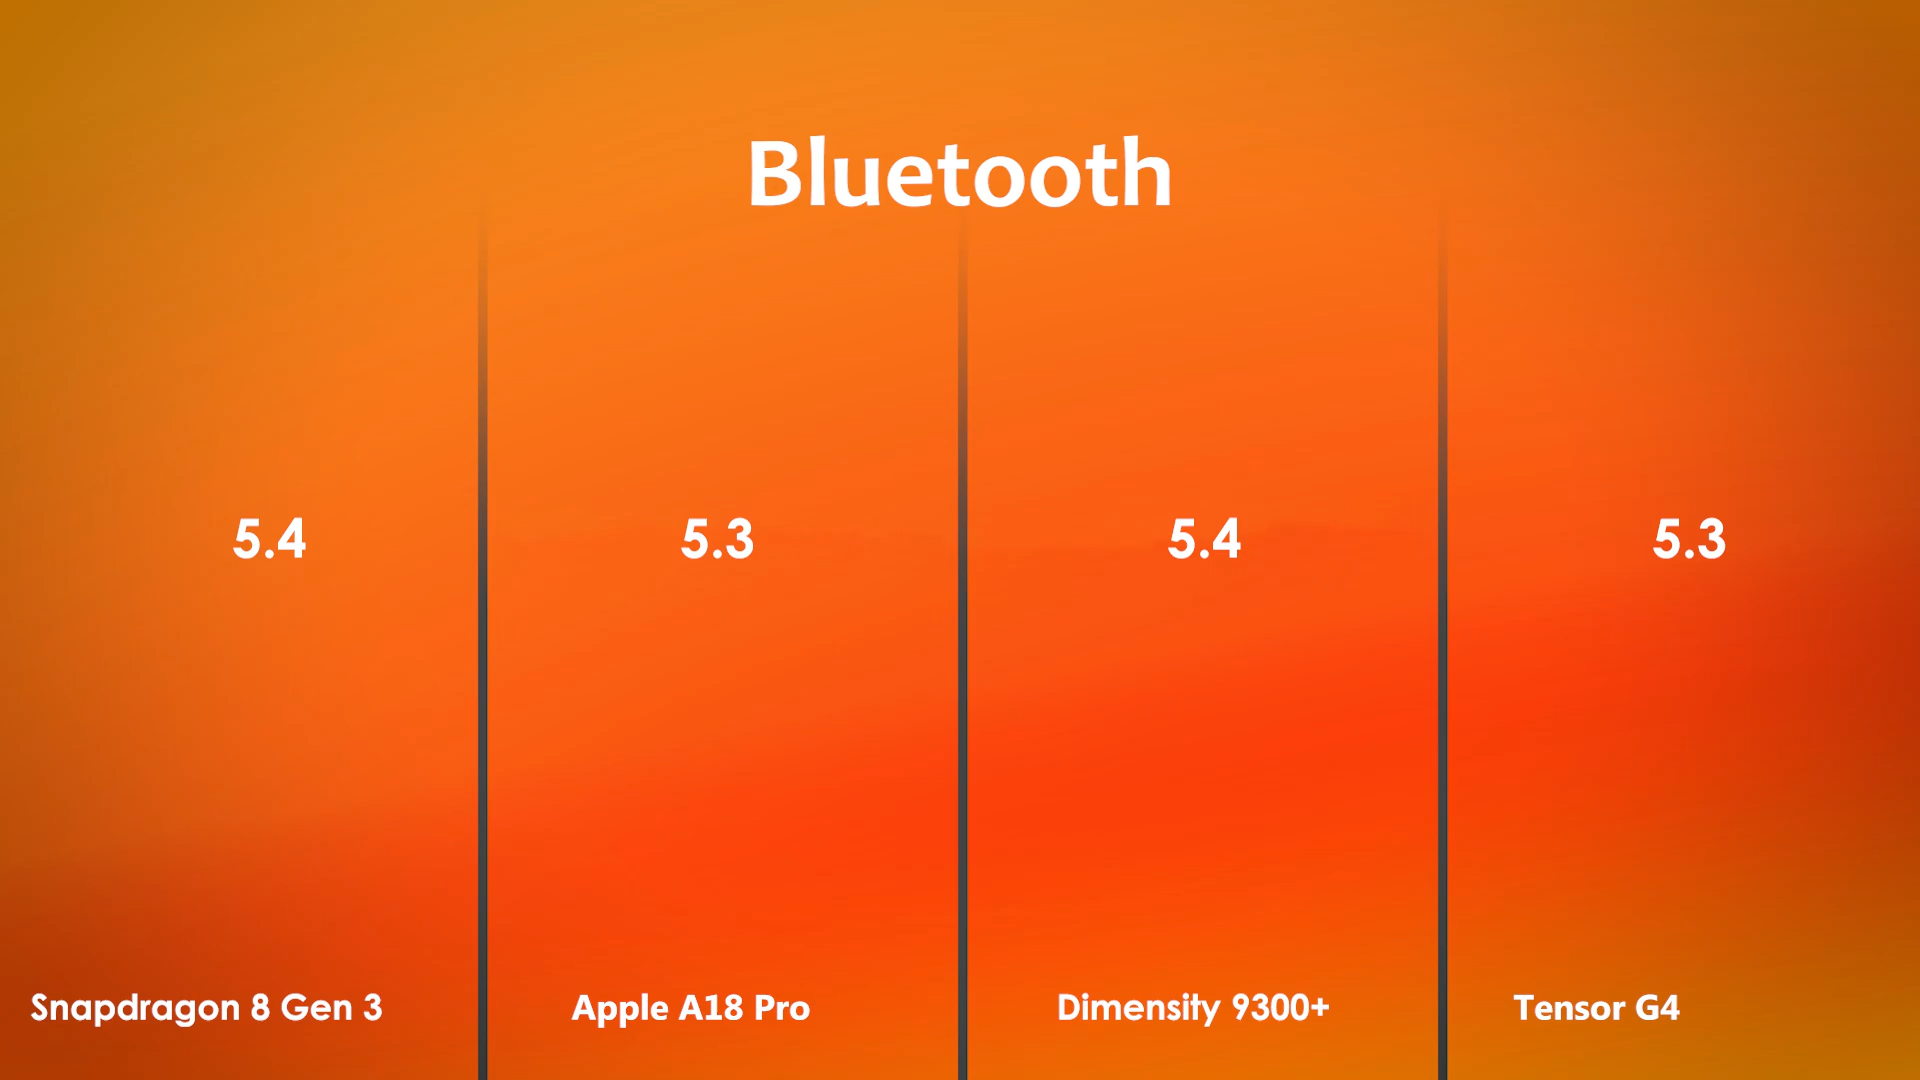 Bluetooth
5.4
5.3
5.4
5.3
Snapdragon 8 Gen 3
Apple A18 Pro
Dimensity 9300+
Tensor G4